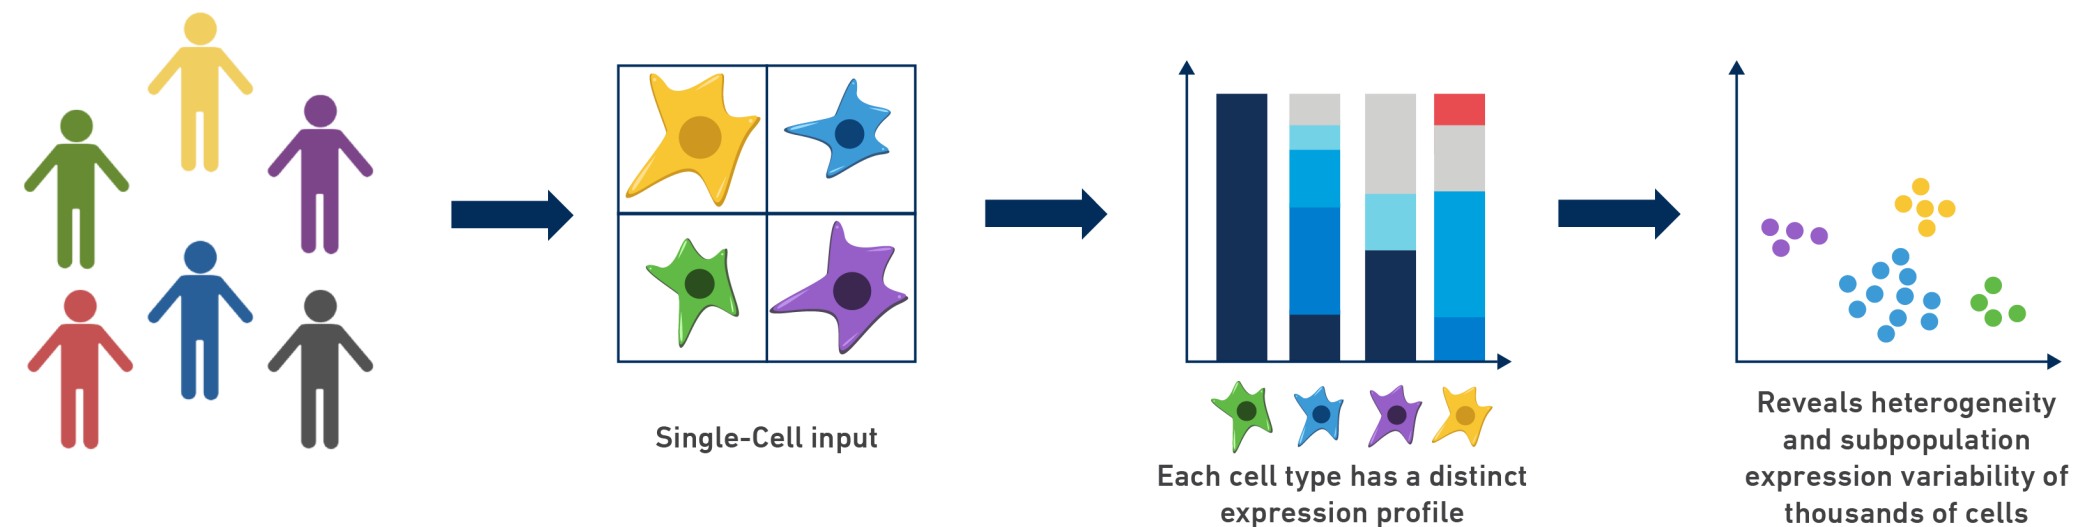 Single-Cell input
Each cell type has a distinct
expression profile
Reveals heterogeneity
and subpopulation
expression variability of
thousands of cells